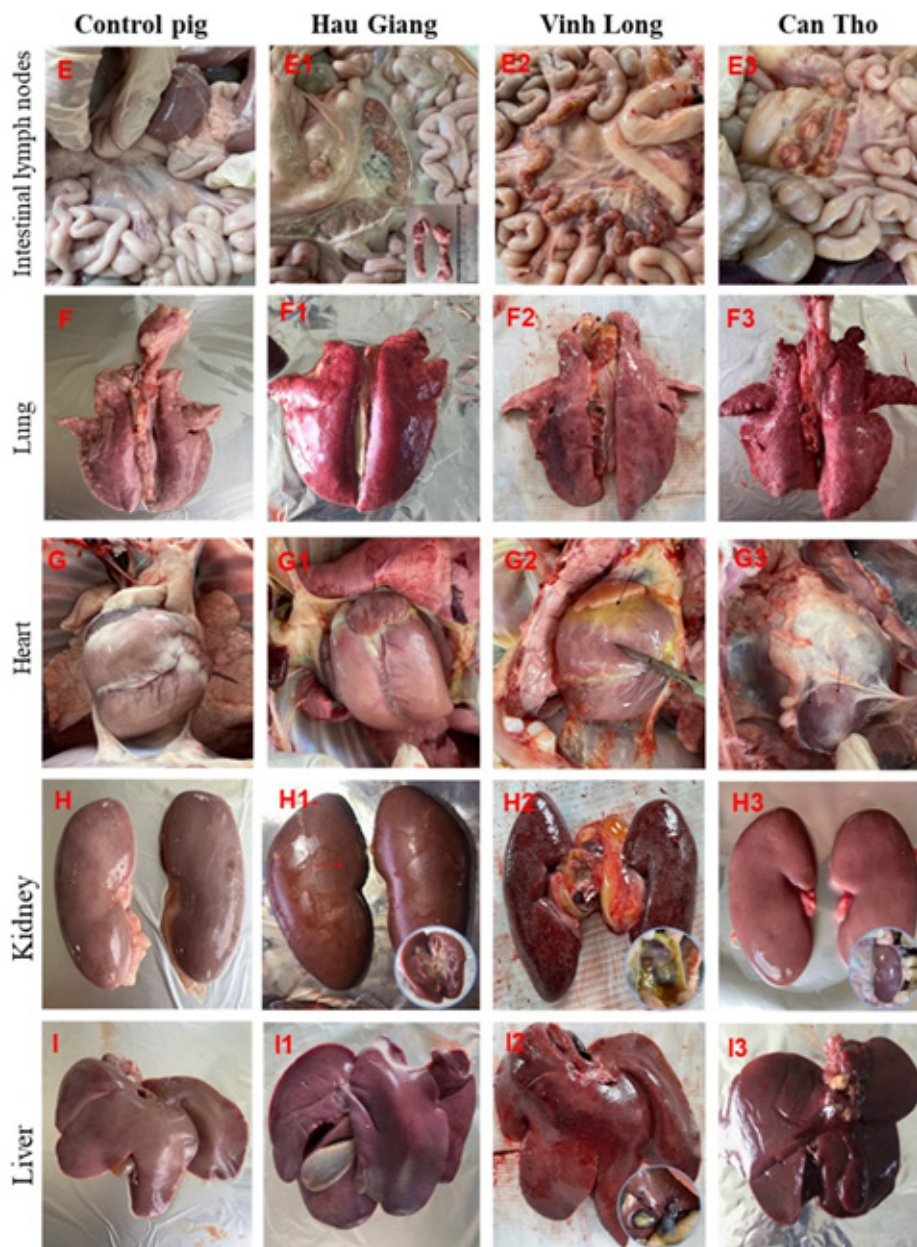 Control pig Hau Giang Vinh Long Can Tho
Intestinal lymph nodes
E E1 E2 E3
Lung
F F1 F2 F3
Heart
G G1 G2 G3
Kidney
H H1 H2 H3
Liver
I I1 I2 I3